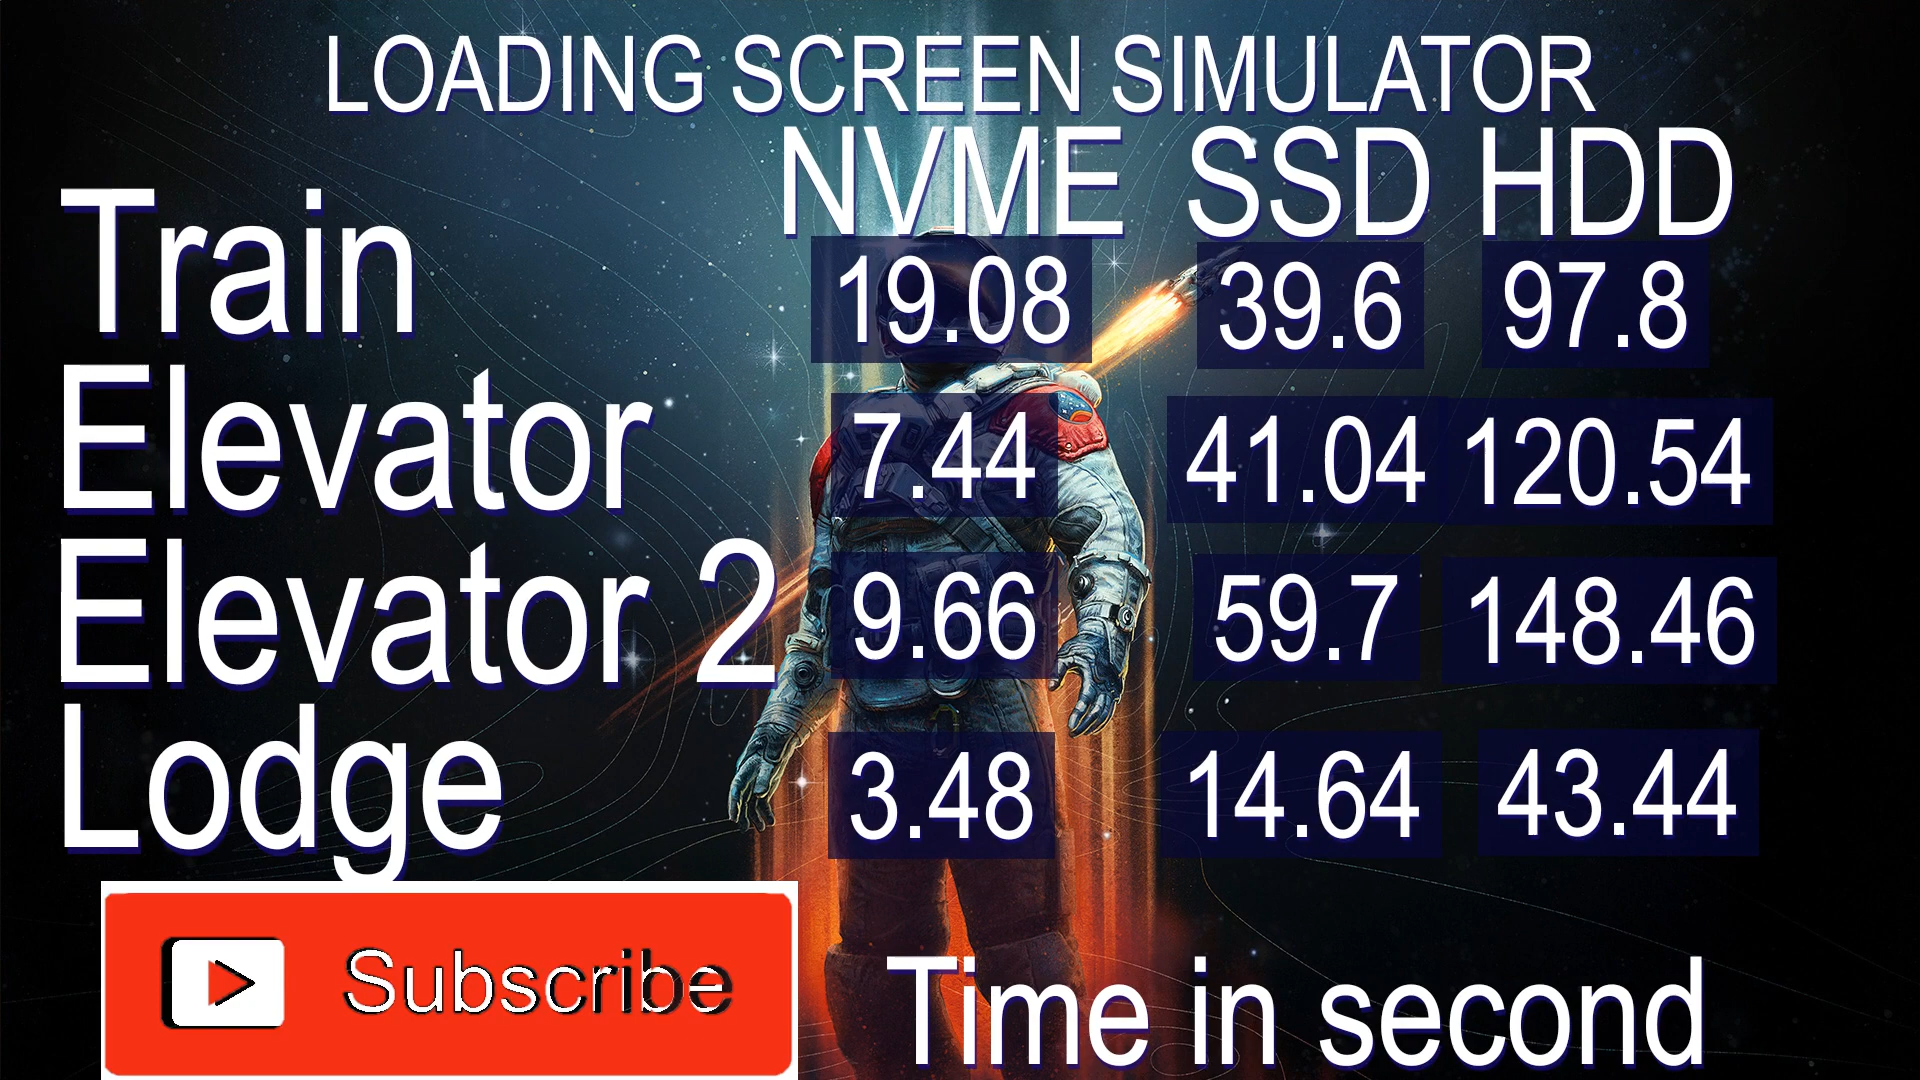 LOADING SCREEN SIMULATOR
NVME SSD HDD
Train 19.08 39.6 97.8
Elevator 7.44 41.04 120.54
Elevator 2 9.66 59.7 148.46
Lodge 3.48 14.64 43.44
Subscribe
Time in second